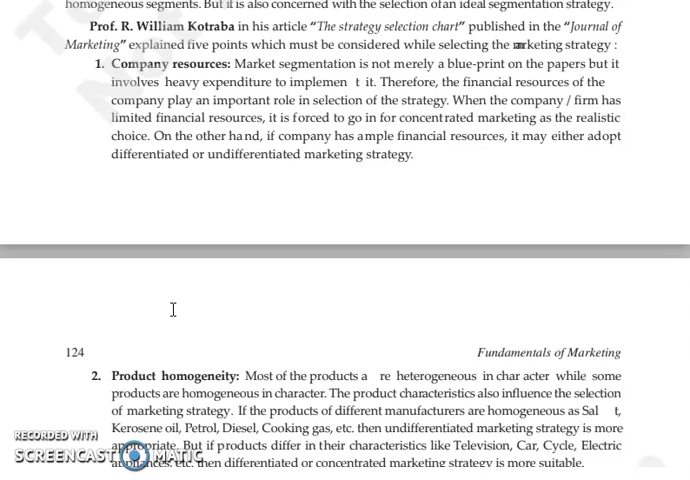 homogeneous segments. But it is also concerned with the selection of an ideal segmentation strategy.
Prof. R. William Kotraba in his article “The strategy selection chart” published in the “Journal of
Marketing” explained five points which must be considered while selecting the marketing strategy :
1. Company resources: Market segmentation is not merely a blue-print on the papers but it
involves heavy expenditure to implemen t it. Therefore, the financial resources of the
company play an important role in selection of the strategy. When the company / firm has
limited financial resources, it is forced to go in for concentrated marketing as the realistic
choice. On the other hand, if company has ample financial resources, it may either adopt
differentiated or undifferentiated marketing strategy.
124 Fundamentals of Marketing
2. Product homogeneity: Most of the products a re heterogeneous in char acter while some
products are homogeneous in character. The product characteristics also influence the selection
of marketing strategy. If the products of different manufacturers are homogeneous as Sal t,
Kerosene oil, Petrol, Diesel, Cooking gas, etc. then undifferentiated marketing strategy is more
appropriate. But if products differ in their characteristics like Television, Car, Cycle, Electric
appliances, etc. then differentiated or concentrated marketing strategy is more suitable.
RECORDED WITH
SCREENCAST MATIC